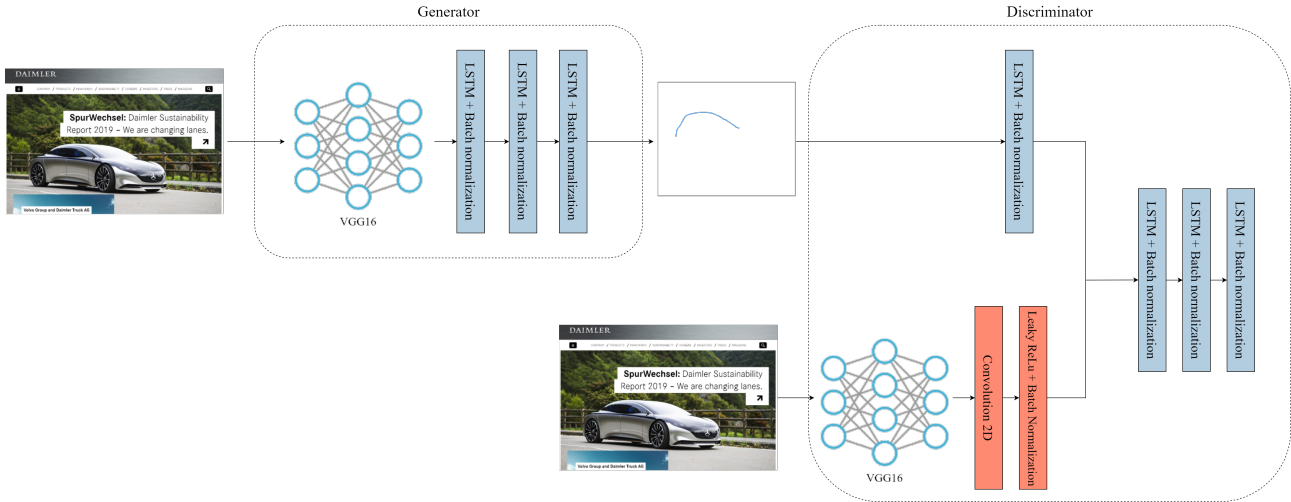 Generator
Discriminator
DAIMLER
SpurWechsel: Daimler Sustainability
Report 2019 – We are changing lanes.
Volvo Group and Daimler Truck AG
VGG16
LSTM + Batch normalization
LSTM + Batch normalization
LSTM + Batch normalization
LSTM + Batch normalization
DAIMLER
SpurWechsel: Daimler Sustainability
Report 2019 – We are changing lanes.
Volvo Group and Daimler Truck AG
VGG16
Convolution 2D
Leaky ReLu + Batch Normalization
LSTM + Batch normalization
LSTM + Batch normalization
LSTM + Batch normalization